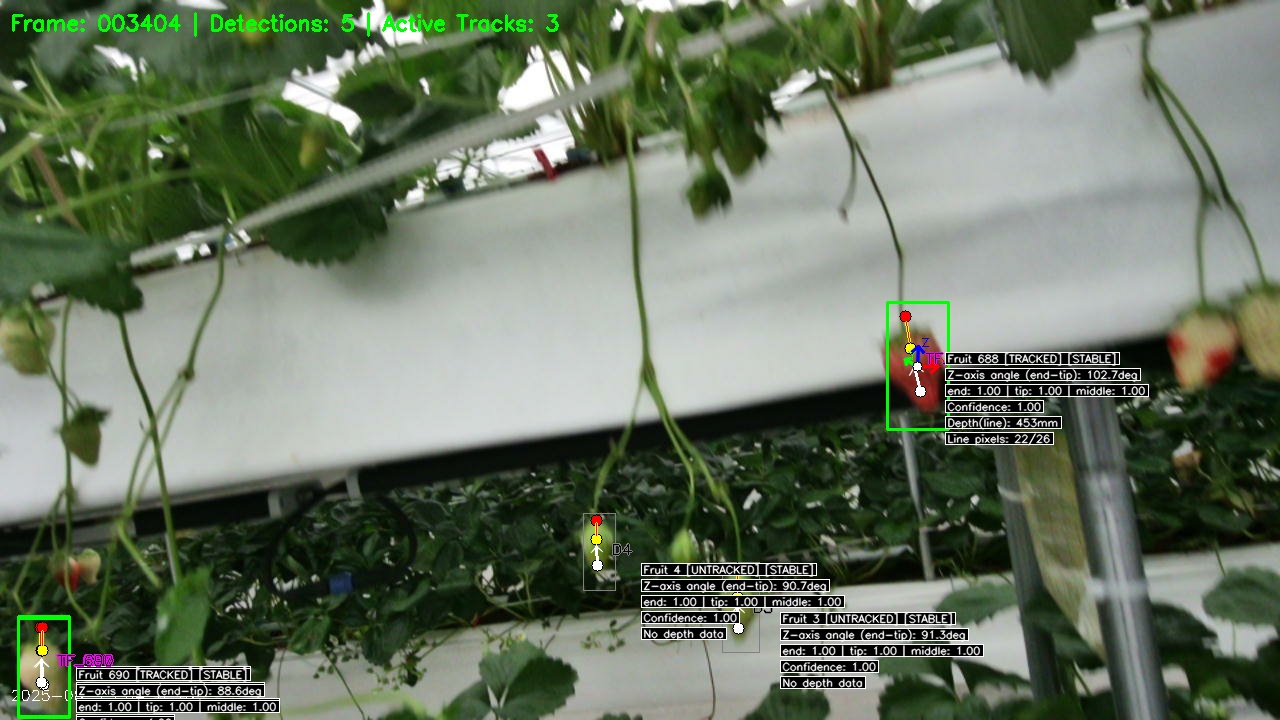 Frame: 003404 | Detections: 5 | Active Tracks: 3
Z
Fruit 688 [TRACKED] [STABLE]
Z-axis angle (end-tip): 102.7deg
end: 1.00 | tip: 1.00 | middle: 1.00
Confidence: 1.00
Depth(line): 453mm
Line pixels: 22/26
D4
Fruit 4 [UNTRACKED] [STABLE]
Z-axis angle (end-tip): 90.7deg
end: 1.00 | tip: 1.00 | middle: 1.00
Confidence: 1.00
No depth data
Fruit 3 [UNTRACKED] [STABLE]
Z-axis angle (end-tip): 91.3deg
end: 1.00 | tip: 1.00 | middle: 1.00
Confidence: 1.00
No depth data
Fruit 690 [TRACKED] [STABLE]
Z-axis angle (end-tip): 88.6deg
end: 1.00 | tip: 1.00 | middle: 1.00